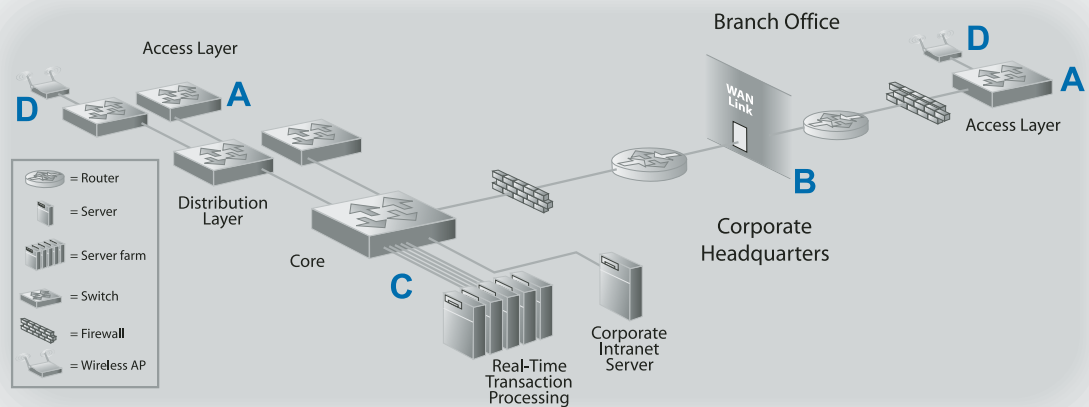 Branch Office
D
Access Layer
A
D
A
WAN
Link
Access Layer
= Router
= Server
= Server farm
= Switch
= Firewall
= Wireless AP
Distribution
Layer
B
Corporate
Headquarters
Core
C
Corporate
Intranet
Server
Real-Time
Transaction
Processing